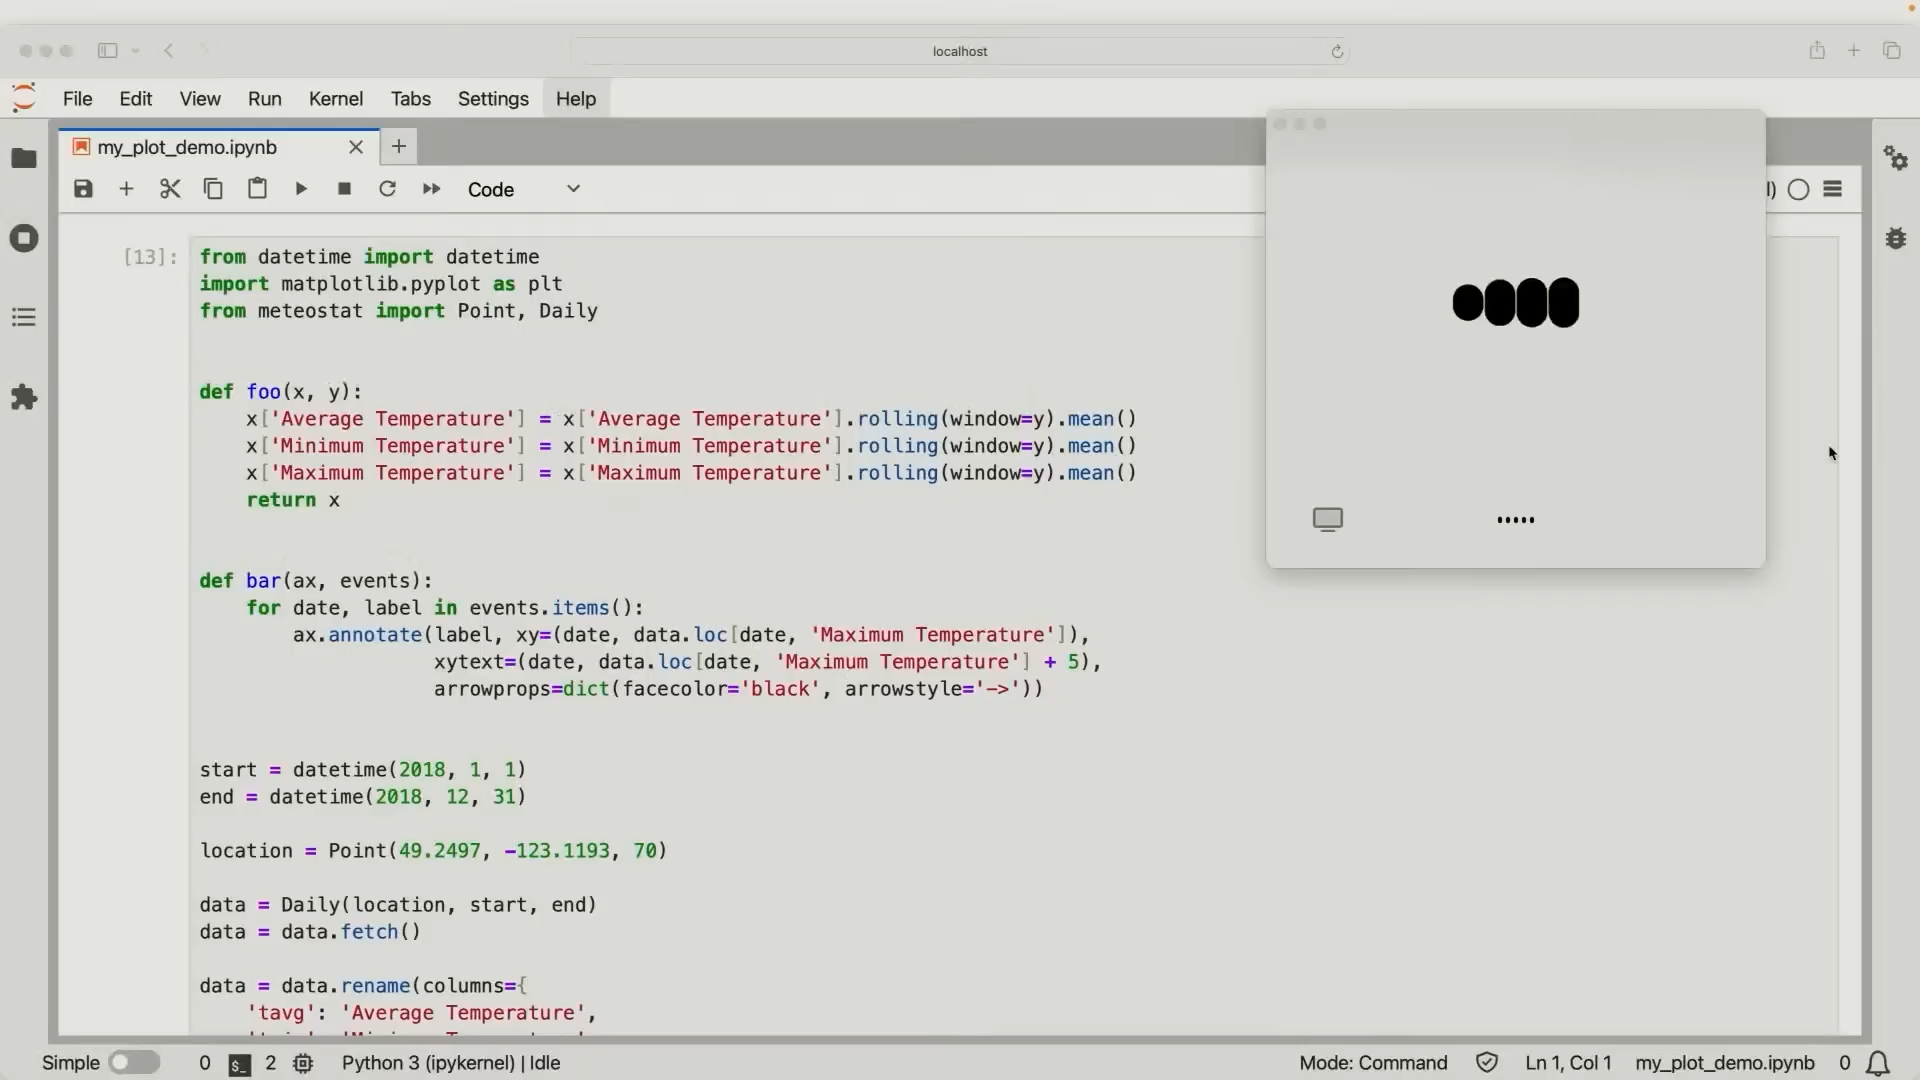 localhost
File Edit View Run Kernel Tabs Settings Help
my_plot_demo.ipynb
Code
[13]:
from datetime import datetime
import matplotlib.pyplot as plt
from meteostat import Point, Daily
def foo(x, y):
x['Average Temperature'] = x['Average Temperature'].rolling(window=y).mean()
x['Minimum Temperature'] = x['Minimum Temperature'].rolling(window=y).mean()
x['Maximum Temperature'] = x['Maximum Temperature'].rolling(window=y).mean()
return x
def bar(ax, events):
for date, label in events.items():
ax.annotate(label, xy=(date, data.loc[date, 'Maximum Temperature']),
xytext=(date, data.loc[date, 'Maximum Temperature'] + 5),
arrowprops=dict(facecolor='black', arrowstyle='->'))
start = datetime(2018, 1, 1)
end = datetime(2018, 12, 31)
location = Point(49.2497, -123.1193, 70)
data = Daily(location, start, end)
data = data.fetch()
data = data.rename(columns={
'tavg': 'Average Temperature',
Simple 0 2 Python 3 (ipykernel) | Idle Mode: Command Ln 1, Col 1 my_plot_demo.ipynb 0